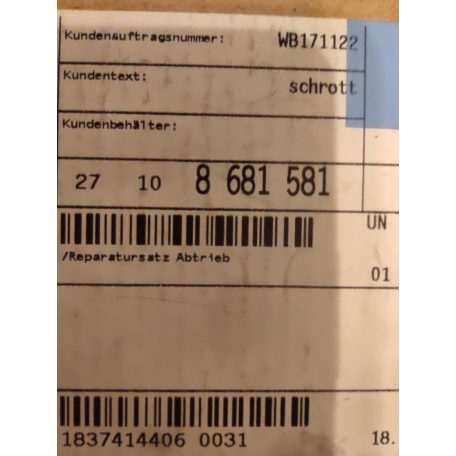 Kundenauftragsnummer: WB171122
Kundentext: schrott
Kundenbehälter:
27 10 8 681 581
UN
/Reparatursatz Abtrieb
01
1837414406 0031 18.